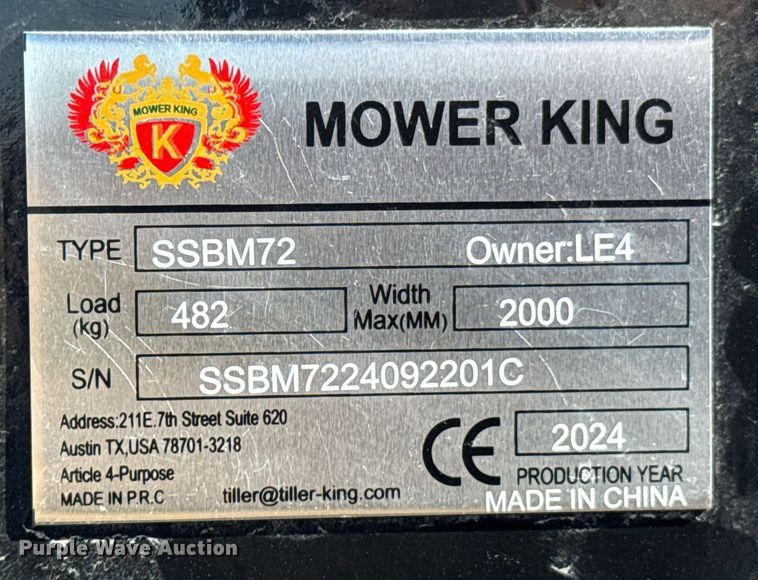 MOWER KING
K
MOWER KING
TYPE SSBM72 Owner:LE4
Load (kg) 482 Width Max(MM) 2000
S/N SSBM7224092201C
Address:211E.7th Street Suite 620
Austin TX,USA 78701-3218
Article 4-Purpose
MADE IN P.R.C tiller@tiller-king.com
CE 2024
PRODUCTION YEAR
MADE IN CHINA
Purple Wave Auction